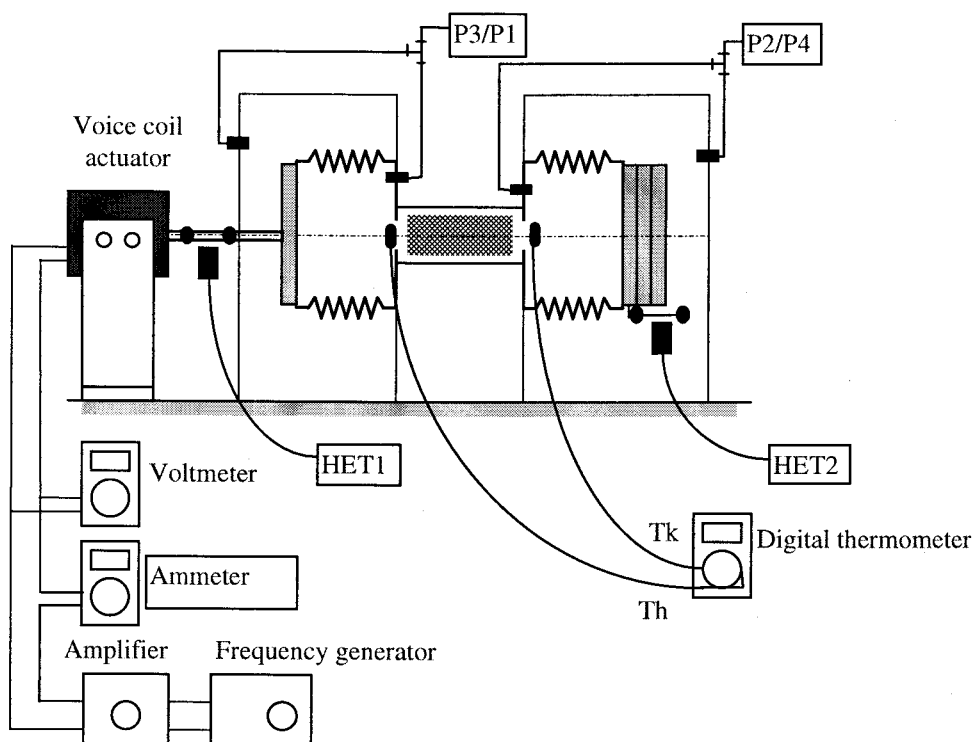 P3/P1
P2/P4
Voice coil
actuator
HET1
HET2
Voltmeter
Tk
Digital thermometer
Ammeter
Th
Amplifier
Frequency generator